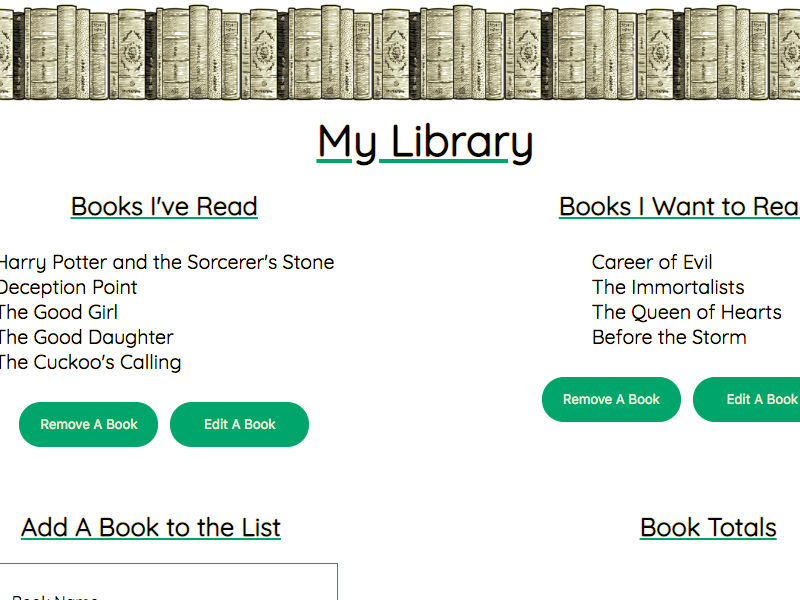 My Library
Books I've Read
Harry Potter and the Sorcerer's Stone
Deception Point
The Good Girl
The Good Daughter
The Cuckoo's Calling
Remove A Book
Edit A Book
Books I Want to Rea
Career of Evil
The Immortalists
The Queen of Hearts
Before the Storm
Remove A Book
Edit A Book
Add A Book to the List
Book Name
Book Totals